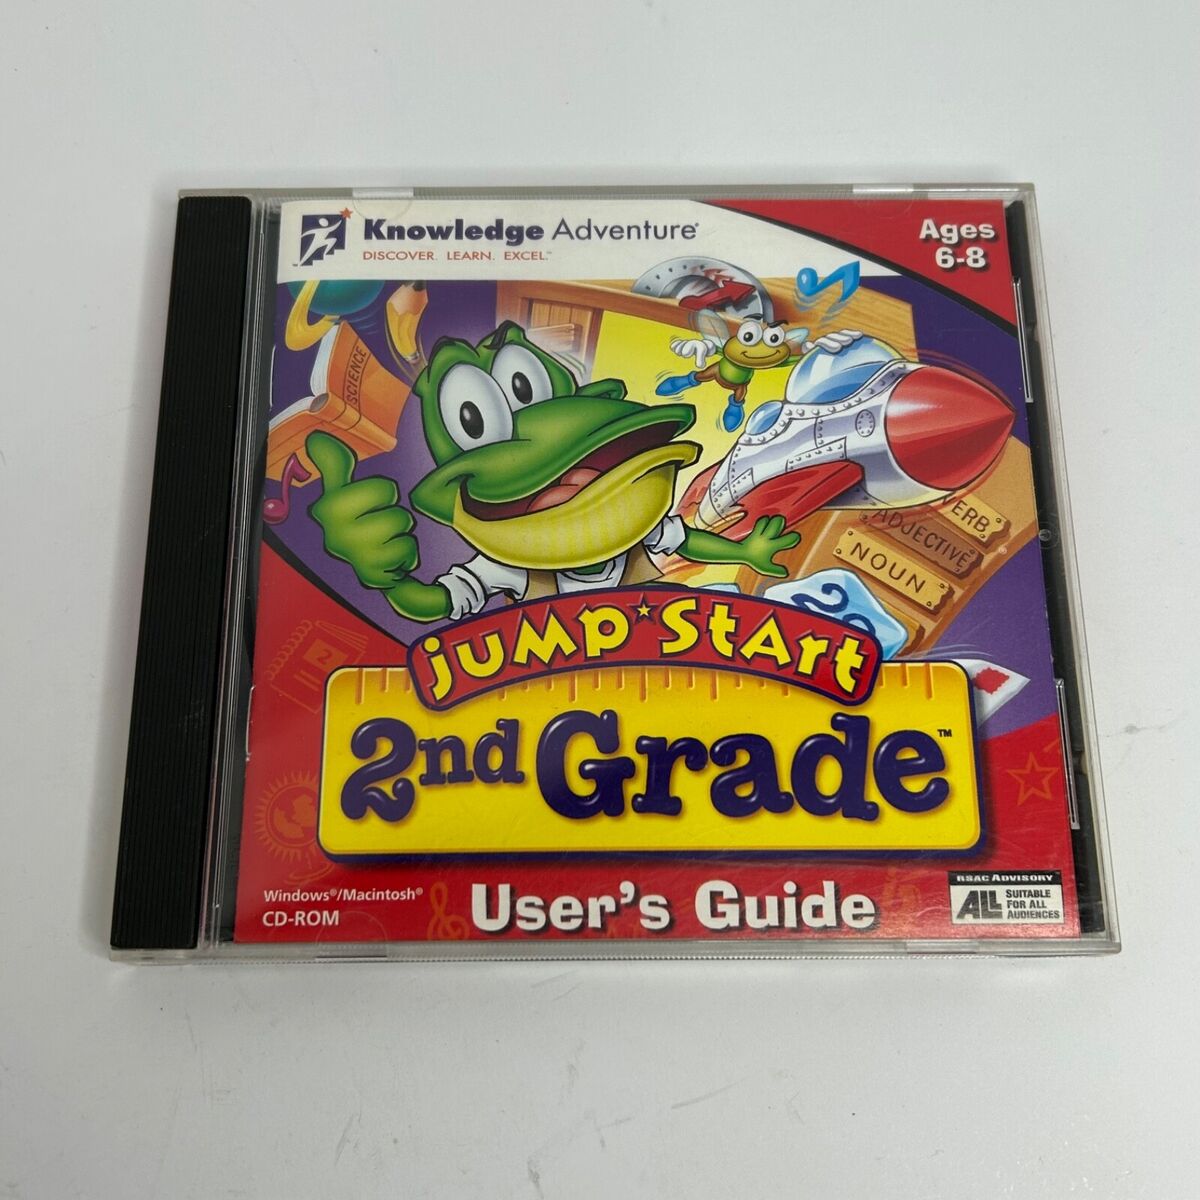 Knowledge Adventure®
DISCOVER. LEARN. EXCEL.™
Ages
6-8
SCIENCE
VERB
ADJECTIVE
NOUN
2
jump★Start
2nd Grade™
Windows®/Macintosh®
CD-ROM
User's Guide
RSAC ADVISORY
ALL
SUITABLE
FOR ALL
AUDIENCES